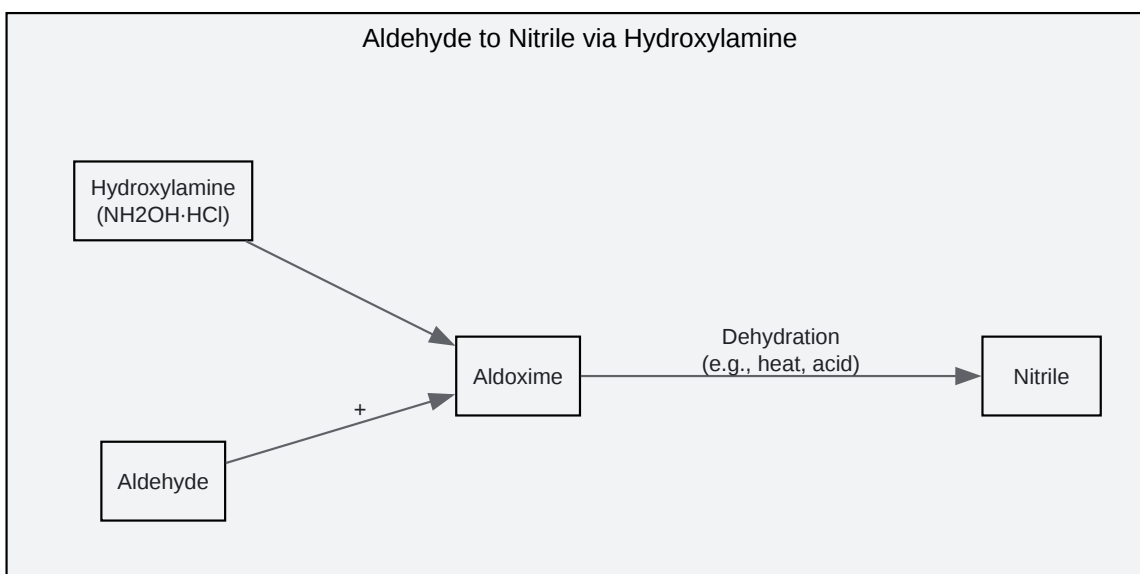 Aldehyde to Nitrile via Hydroxylamine
Hydroxylamine
(NH2OH·HCl)
Dehydration
(e.g., heat, acid)
Aldoxime
Nitrile
+
Aldehyde